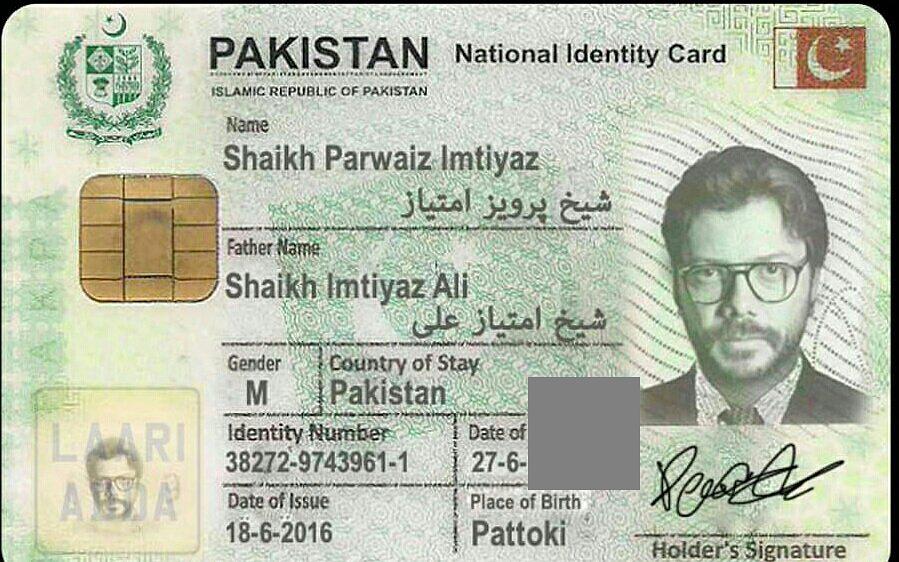 PAKISTAN National Identity Card
ISLAMIC REPUBLIC OF PAKISTAN
Name
Shaikh Parwaiz Imtiyaz
شیخ پرویز امتیاز
Father Name
Shaikh Imtiyaz Ali
شیخ امتیاز علی
Gender Country of Stay
M Pakistan
Identity Number Date of
38272-9743961-1 27-6-
Date of Issue Place of Birth
18-6-2016 Pattoki
LAARI
ADDA
Holder's Signature